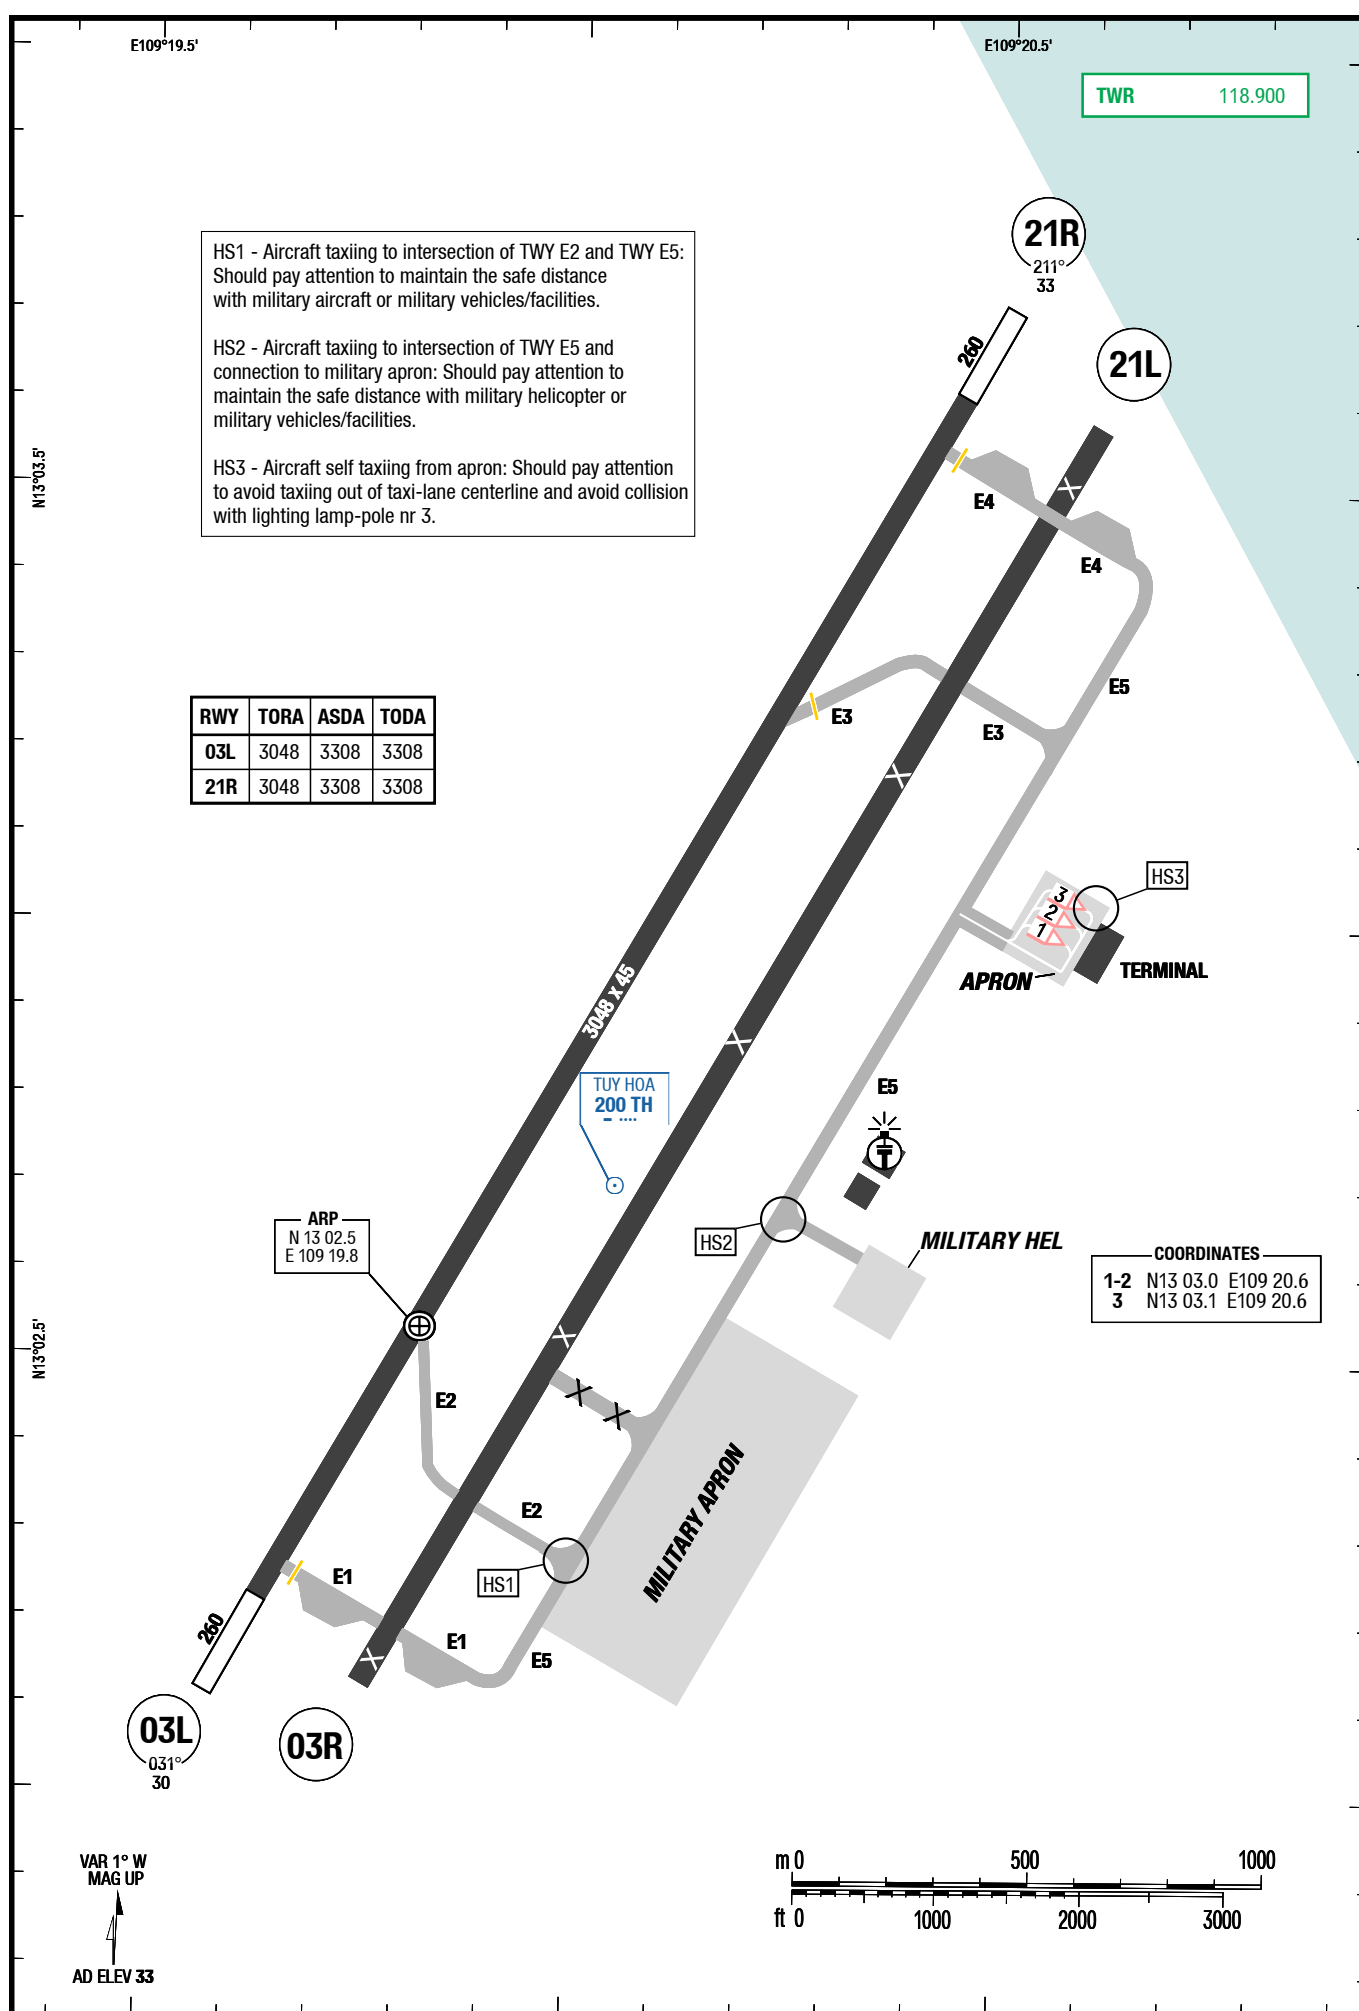 E109°19.5'
E109°20.5'
TWR 118.900
21R
211°
33
21L
HS1 - Aircraft taxiing to intersection of TWY E2 and TWY E5:
Should pay attention to maintain the safe distance
with military aircraft or military vehicles/facilities.
HS2 - Aircraft taxiing to intersection of TWY E5 and
connection to military apron: Should pay attention to
maintain the safe distance with military helicopter or
military vehicles/facilities.
HS3 - Aircraft self taxiing from apron: Should pay attention
to avoid taxiing out of taxi-lane centerline and avoid collision
with lighting lamp-pole nr 3.
260
N13°03.5'
E4
E4
E5
E3
E3
RWY TORA ASDA TODA
03L 3048 3308 3308
21R 3048 3308 3308
HS3
3
2
1
APRON
TERMINAL
3048 x 45
TUY HOA
200 TH
E5
ARP
N 13 02.5
E 109 19.8
HS2
MILITARY HEL
COORDINATES
1-2 N13 03.0 E109 20.6
3 N13 03.1 E109 20.6
N13°02.5'
E2
E2
MILITARY APRON
HS1
E1
E1
E5
260
03L
031°
30
03R
VAR 1° W
MAG UP
AD ELEV 33
m 0 500 1000
ft 0 1000 2000 3000